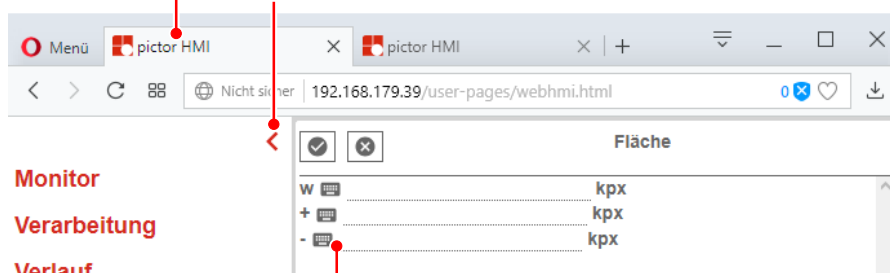 Menü pictor HMI pictor HMI
Nicht sicher 192.168.179.39/user-pages/webhmi.html 0
Fläche
Monitor
Verarbeitung
Verlauf
w kpx
+ kpx
- kpx